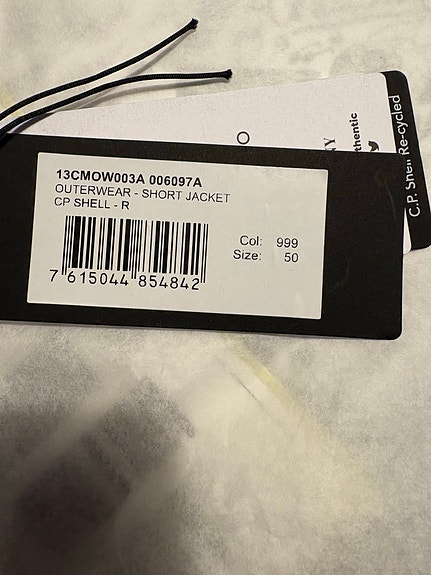 13CMOW003A 006097A
OUTERWEAR - SHORT JACKET
CP SHELL - R
Col: 999
Size: 50
7 615044 854842
C.P. Shell Re-cycled